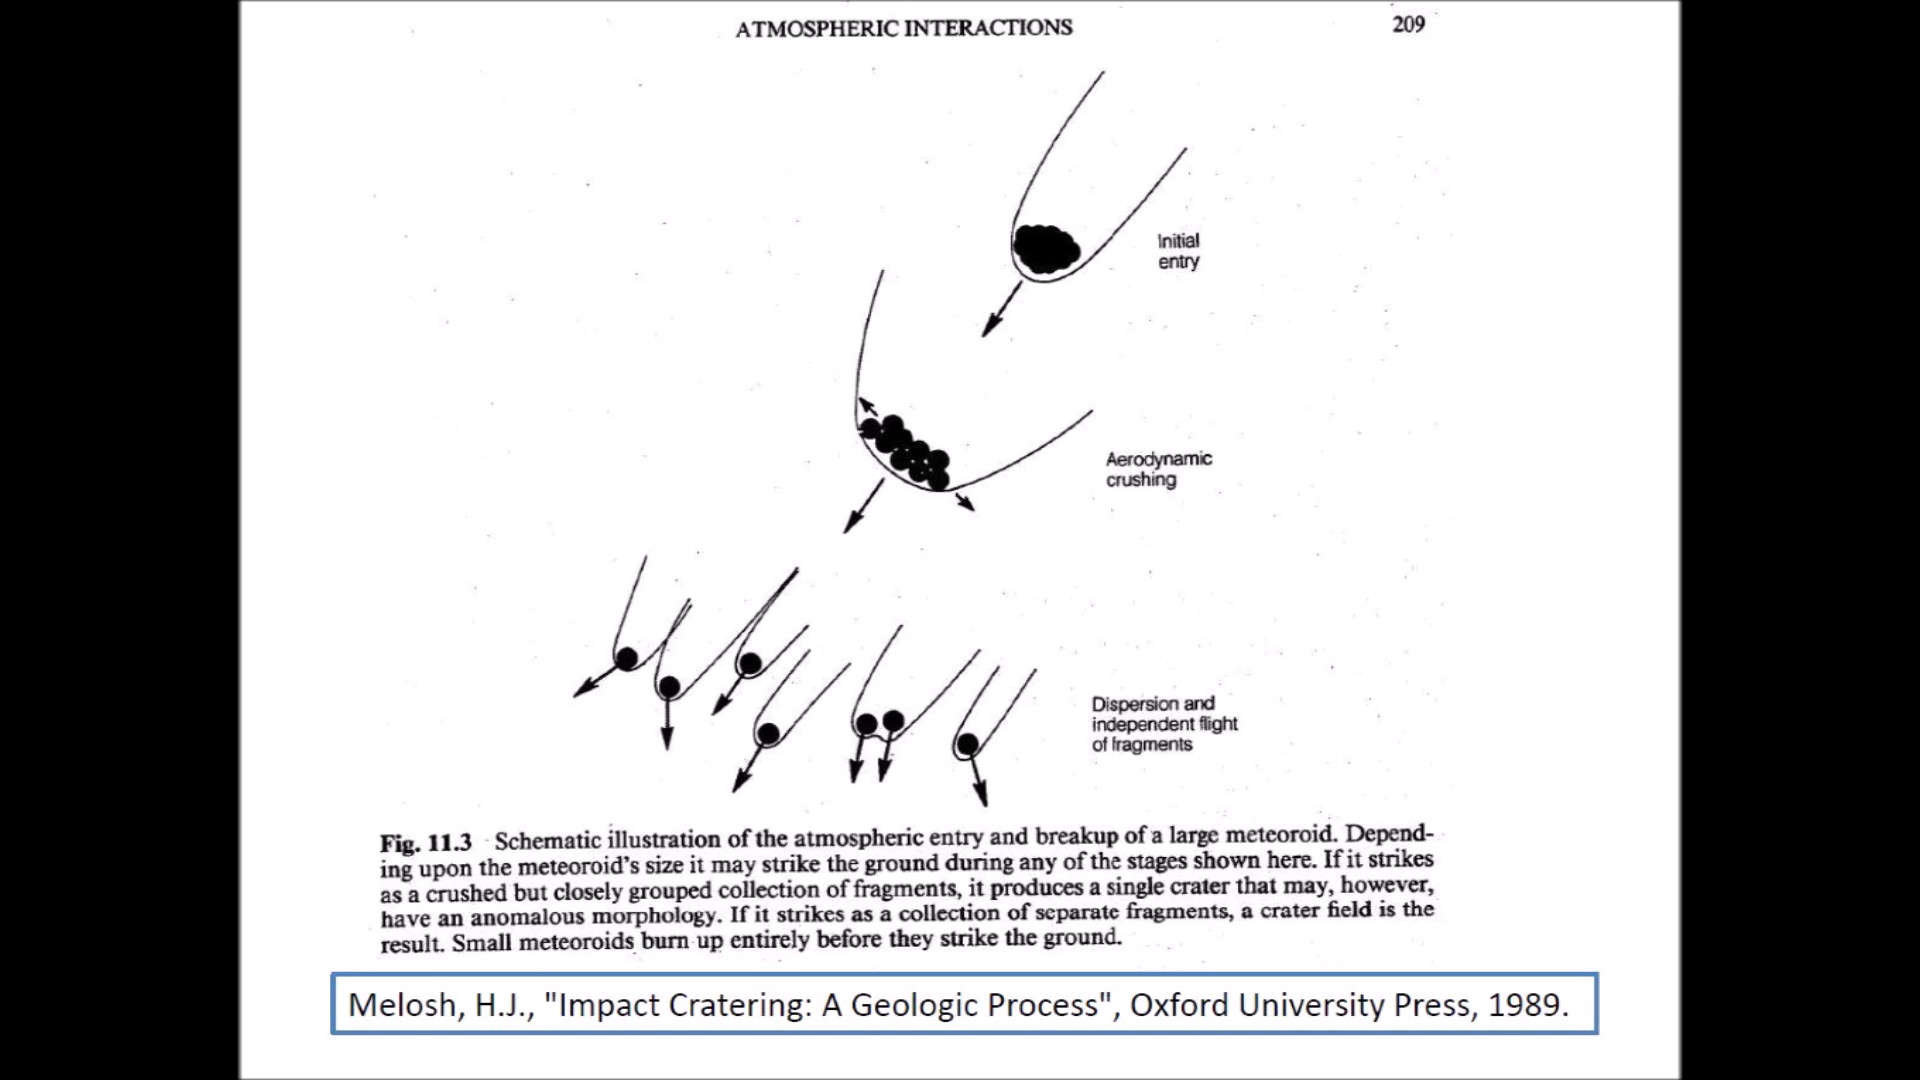 ATMOSPHERIC INTERACTIONS 209
Initial
entry
Aerodynamic
crushing
Dispersion and
independent flight
of fragments
Fig. 11.3 Schematic illustration of the atmospheric entry and breakup of a large meteoroid. Depend-
ing upon the meteoroid's size it may strike the ground during any of the stages shown here. If it strikes
as a crushed but closely grouped collection of fragments, it produces a single crater that may, however,
have an anomalous morphology. If it strikes as a collection of separate fragments, a crater field is the
result. Small meteoroids burn up entirely before they strike the ground.
Melosh, H.J., "Impact Cratering: A Geologic Process", Oxford University Press, 1989.